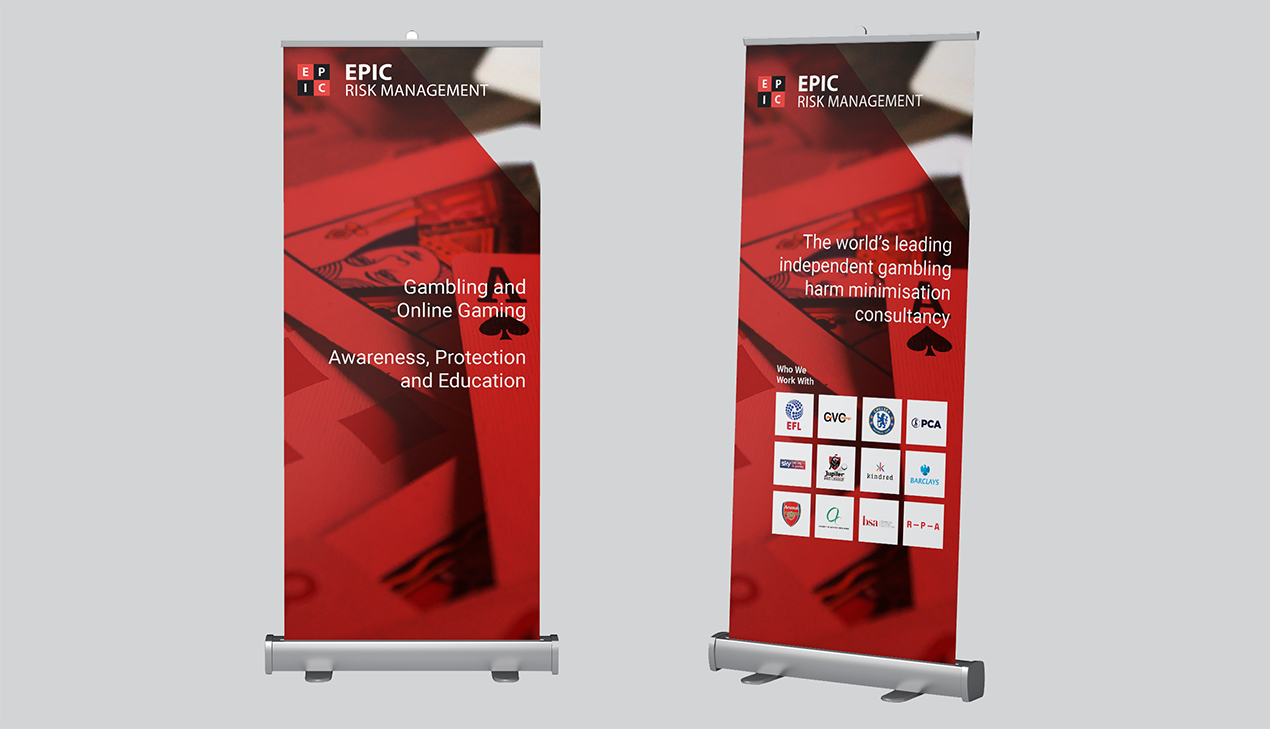 E P
I C
EPIC
RISK MANAGEMENT
Gambling and
Online Gaming
Awareness, Protection
and Education
A
E P
I C
EPIC
RISK MANAGEMENT
The world's leading
independent gambling
harm minimisation
consultancy
A
Who We
Work With
EFL
GVC
PCA
sky
Jupiler
kindred
BARCLAYS
Arsenal
bsa
R-P-A